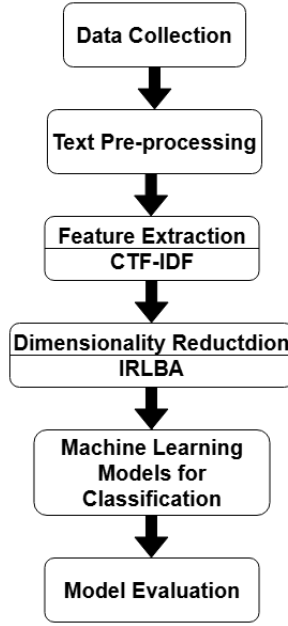 Data Collection
Text Pre-processing
Feature Extraction
CTF-IDF
Dimensionality Reductdion
IRLBA
Machine Learning
Models for
Classification
Model Evaluation